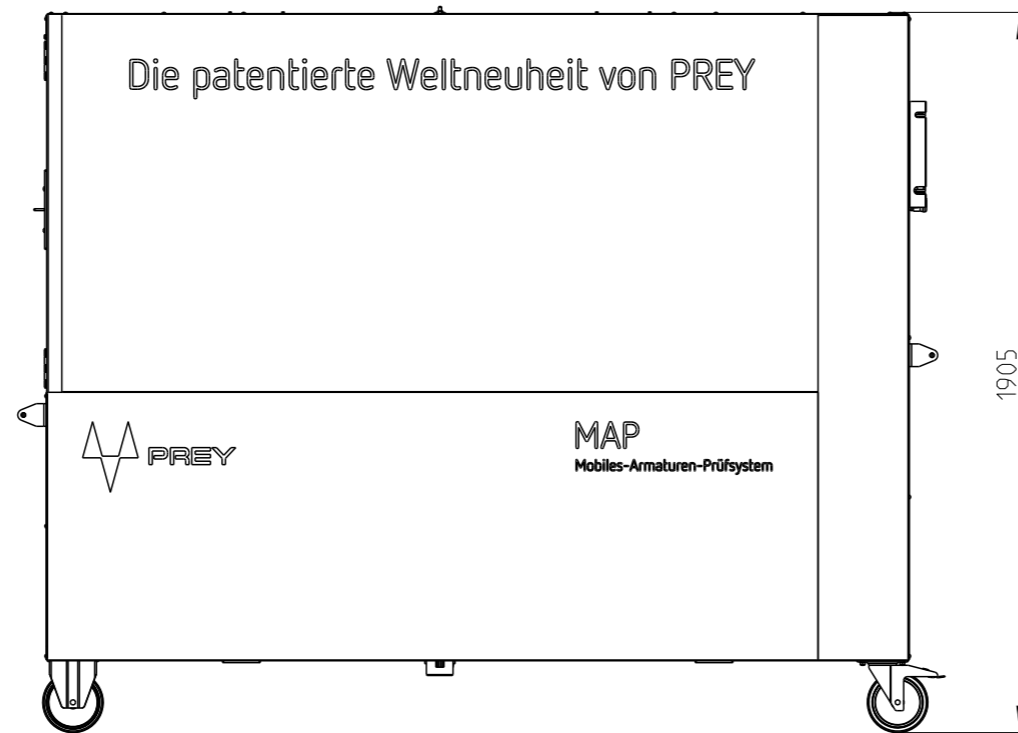 Die patentierte Weltneuheit von PREY
1905
PREY
MAP
Mobiles-Armaturen-Prüfsystem